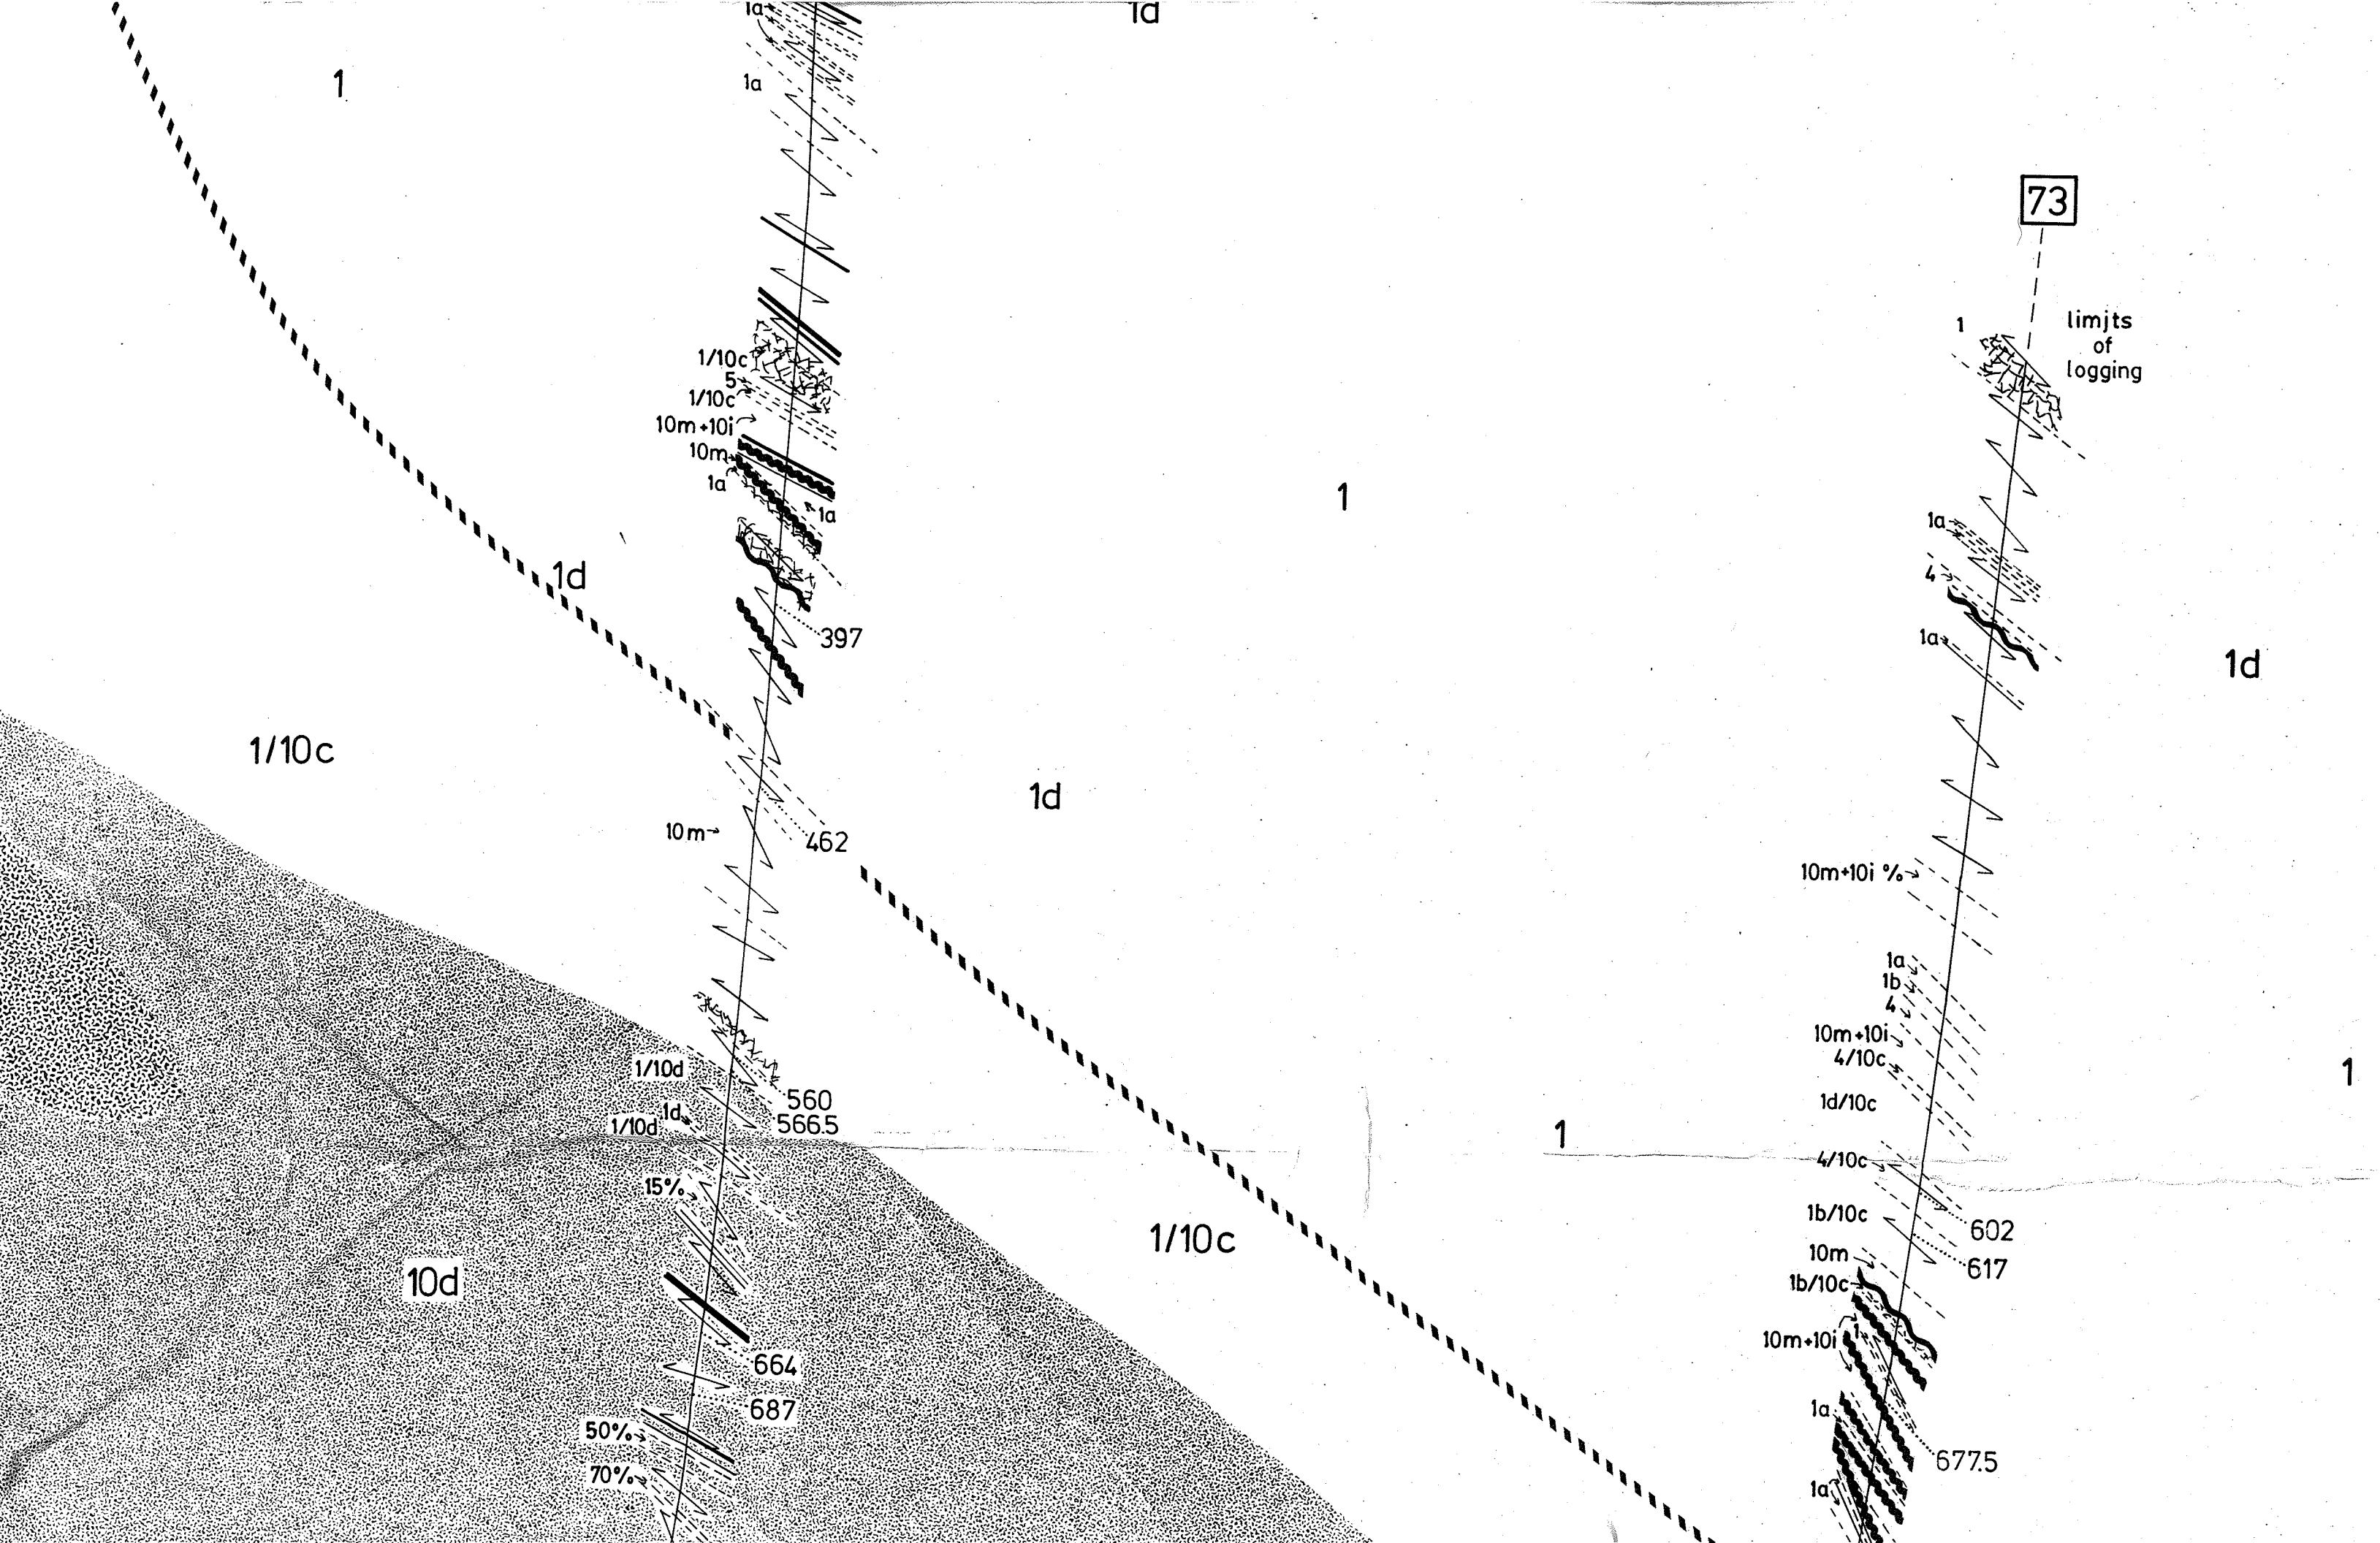 1a
1d
1
1a
73
1
limits
of
logging
1/10c
5
1/10c
10m+10i
10m
1a
1a
1
1a
1d
4
397
1a
1d
1/10c
1d
10m
462
10m+10i %
1a
1b
4
10m+10i
4/10c
1/10d
1
560
1d
1d/10c
566.5
1/10d
1
4/10c
15%
1b/10c
602
1/10c
10m
617
10d
1b/10c
10m+10i
664
687
1a
50%
677.5
70%
1a